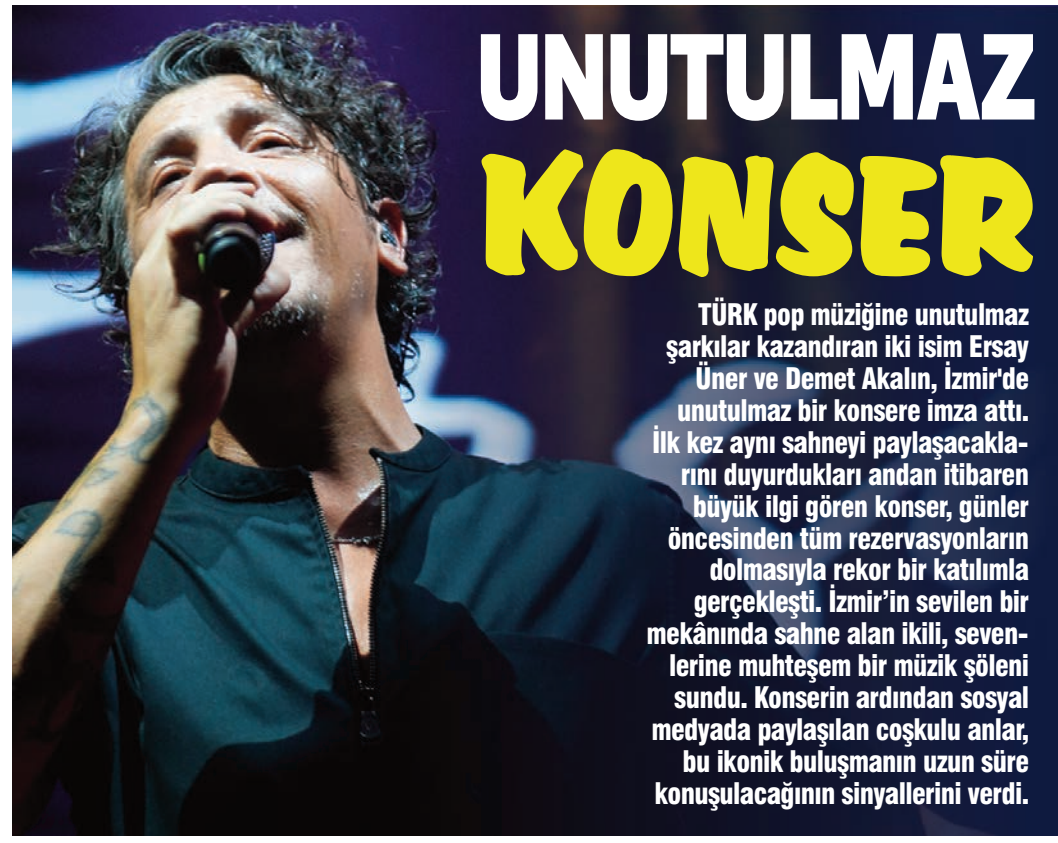 UNUTULMAZ
KONSER
TÜRK pop müziğine unutulmaz
şarkılar kazandıran iki isim Ersay
Üner ve Demet Akalın, İzmir'de
unutulmaz bir konsere imza attı.
İlk kez aynı sahneyi paylaşacakla-
rını duyurdukları andan itibaren
büyük ilgi gören konser, günler
öncesinden tüm rezervasyonların
dolmasıyla rekor bir katılımla
gerçekleşti. İzmir’in sevilen bir
mekânında sahne alan ikili, seven-
lerine muhteşem bir müzik şöleni
sundu. Konserin ardından sosyal
medyada paylaşılan coşkulu anlar,
bu ikonik buluşmanın uzun süre
konuşulacağının sinyallerini verdi.